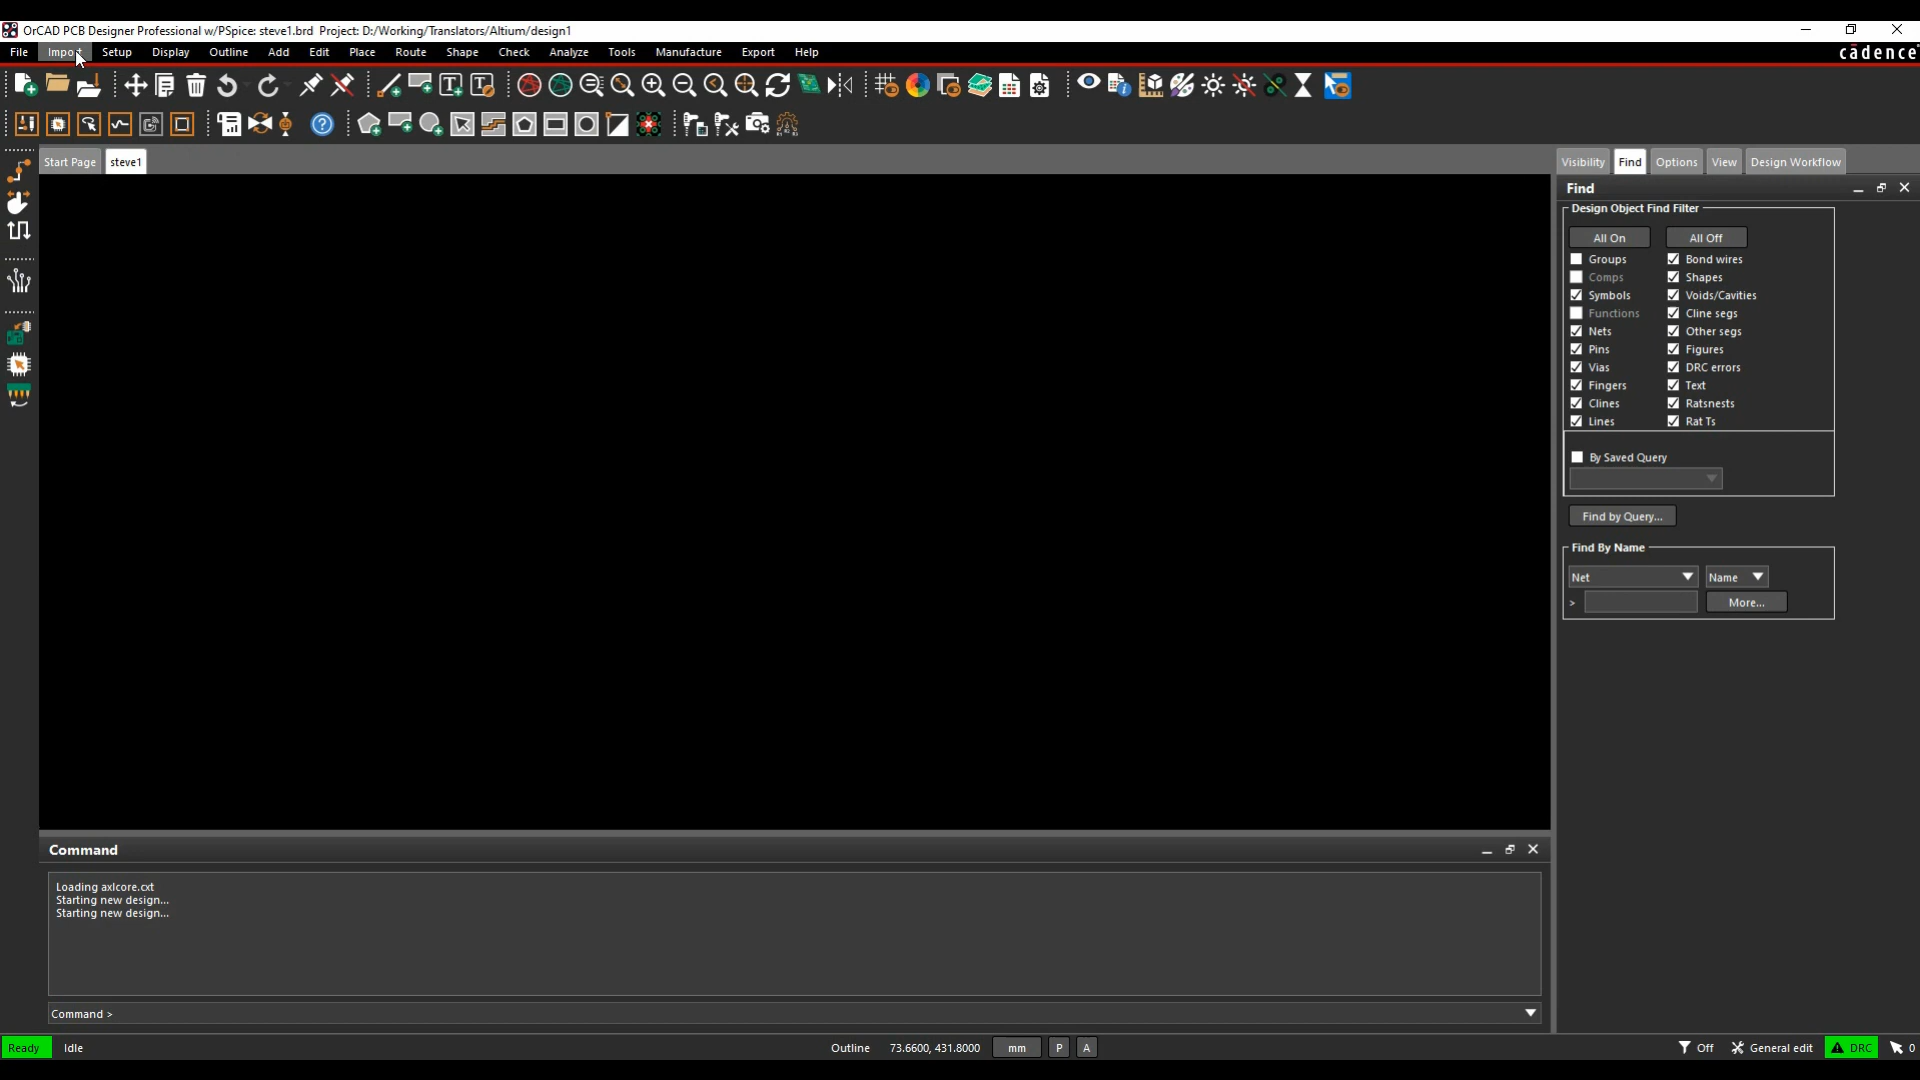 OrCAD PCB Designer Professional w/PSpice: steve1.brd Project: D:/Working/Translators/Altium/design1
File Import Setup Display Outline Add Edit Place Route Shape Check Analyze Tools Manufacture Export Help
cādence
Start Page steve1
Visibility Find Options View Design Workflow
Find
Design Object Find Filter
All On All Off
Groups Bond wires
Comps Shapes
Symbols Voids/Cavities
Functions Cline segs
Nets Other segs
Pins Figures
Vias DRC errors
Fingers Text
Clines Ratsnests
Lines Rat Ts
By Saved Query
Find by Query...
Find By Name
Net Name
> More...
Command
Loading axlcore.cxt
Starting new design...
Starting new design...
Command >
Ready Idle Outline 73.6600, 431.8000 mm P A Off General edit DRC 0